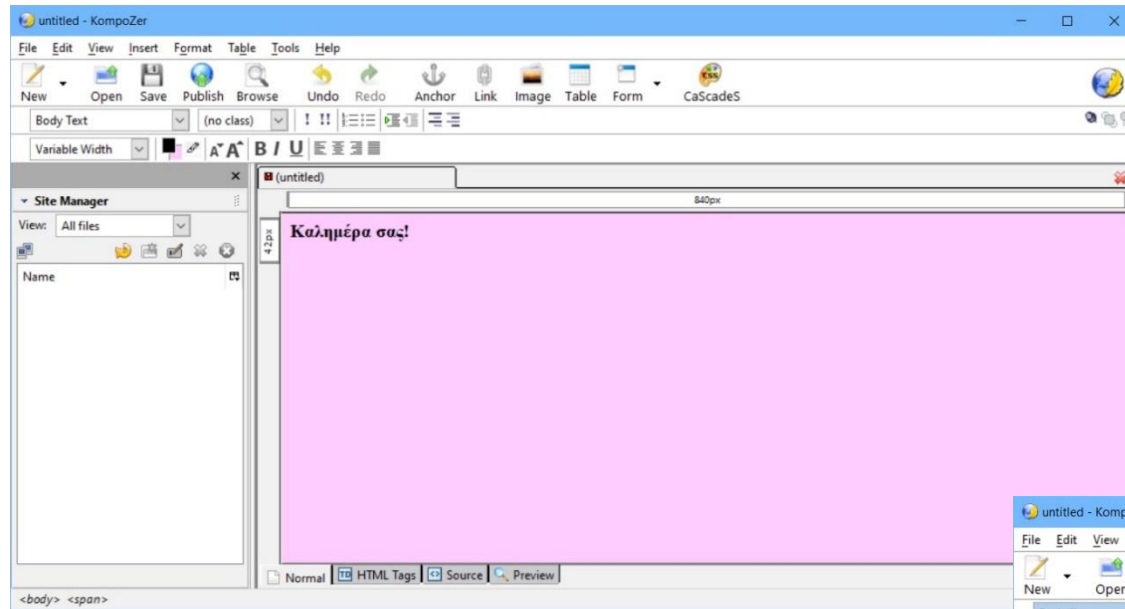 untitled - KompoZer
File Edit View Insert Format Table Tools Help
New Open Save Publish Browse Undo Redo Anchor Link Image Table Form CaScadeS
Body Text (no class) ! !!
Variable Width A A B I U
(untitled)
Site Manager
840px
View: All files
42px
Καλημέρα σας!
Name
Normal TD HTML Tags Source Preview
<body> <span>
untitled - Komp
File Edit View
New Open